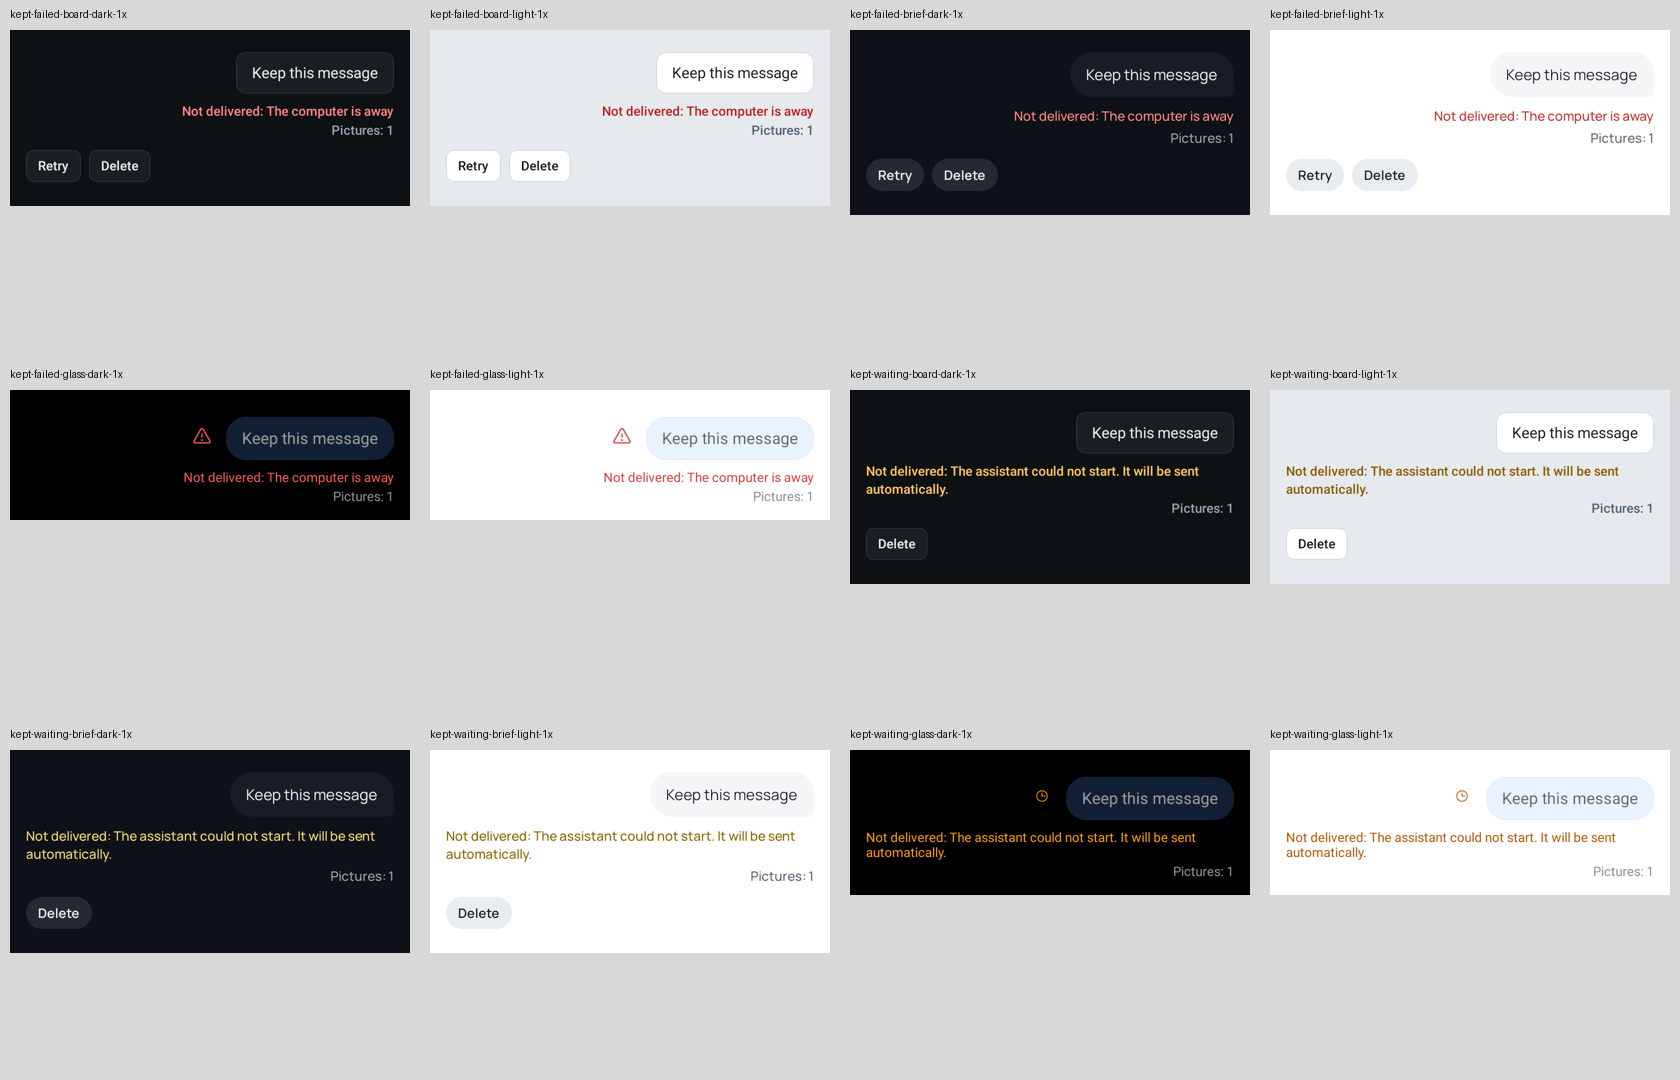 kept-failed-board-dark-1x
Keep this message
Not delivered: The computer is away
Pictures: 1
Retry
Delete
kept-failed-board-light-1x
Keep this message
Not delivered: The computer is away
Pictures: 1
Retry
Delete
kept-failed-brief-dark-1x
Keep this message
Not delivered: The computer is away
Pictures: 1
Retry
Delete
kept-failed-brief-light-1x
Keep this message
Not delivered: The computer is away
Pictures: 1
Retry
Delete
kept-failed-glass-dark-1x
Keep this message
Not delivered: The computer is away
Pictures: 1
kept-failed-glass-light-1x
Keep this message
Not delivered: The computer is away
Pictures: 1
kept-waiting-board-dark-1x
Keep this message
Not delivered: The assistant could not start. It will be sent
automatically.
Pictures: 1
Delete
kept-waiting-board-light-1x
Keep this message
Not delivered: The assistant could not start. It will be sent
automatically.
Pictures: 1
Delete
kept-waiting-brief-dark-1x
Keep this message
Not delivered: The assistant could not start. It will be sent
automatically.
Pictures: 1
Delete
kept-waiting-brief-light-1x
Keep this message
Not delivered: The assistant could not start. It will be sent
automatically.
Pictures: 1
Delete
kept-waiting-glass-dark-1x
Keep this message
Not delivered: The assistant could not start. It will be sent
automatically.
Pictures: 1
kept-waiting-glass-light-1x
Keep this message
Not delivered: The assistant could not start. It will be sent
automatically.
Pictures: 1